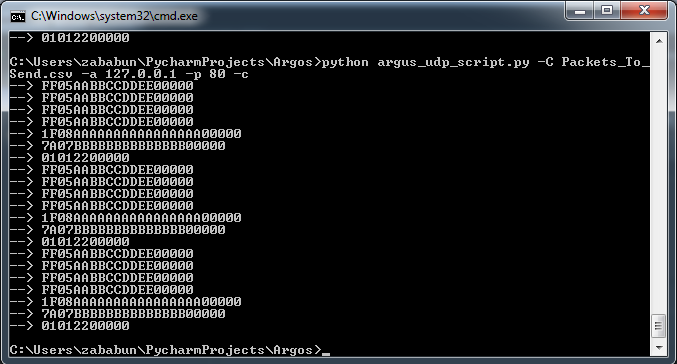 C:\Windows\system32\cmd.exe
--> 01012200000
C:\Users\zababun\PycharmProjects\Argos>python argus_udp_script.py -C Packets_To_
Send.csv -a 127.0.0.1 -p 80 -c
--> FF05AABBCCDDEE00000
--> FF05AABBCCDDEE00000
--> FF05AABBCCDDEE00000
--> FF05AABBCCDDEE00000
--> 1F08AAAAAAAAAAAAAAAA00000
--> 7A07BBBBBBBBBBBBBB00000
--> 01012200000
--> FF05AABBCCDDEE00000
--> FF05AABBCCDDEE00000
--> FF05AABBCCDDEE00000
--> FF05AABBCCDDEE00000
--> 1F08AAAAAAAAAAAAAAAA00000
--> 7A07BBBBBBBBBBBBBB00000
--> 01012200000
--> FF05AABBCCDDEE00000
--> FF05AABBCCDDEE00000
--> FF05AABBCCDDEE00000
--> FF05AABBCCDDEE00000
--> 1F08AAAAAAAAAAAAAAAA00000
--> 7A07BBBBBBBBBBBBBB00000
--> 01012200000
C:\Users\zababun\PycharmProjects\Argos>_